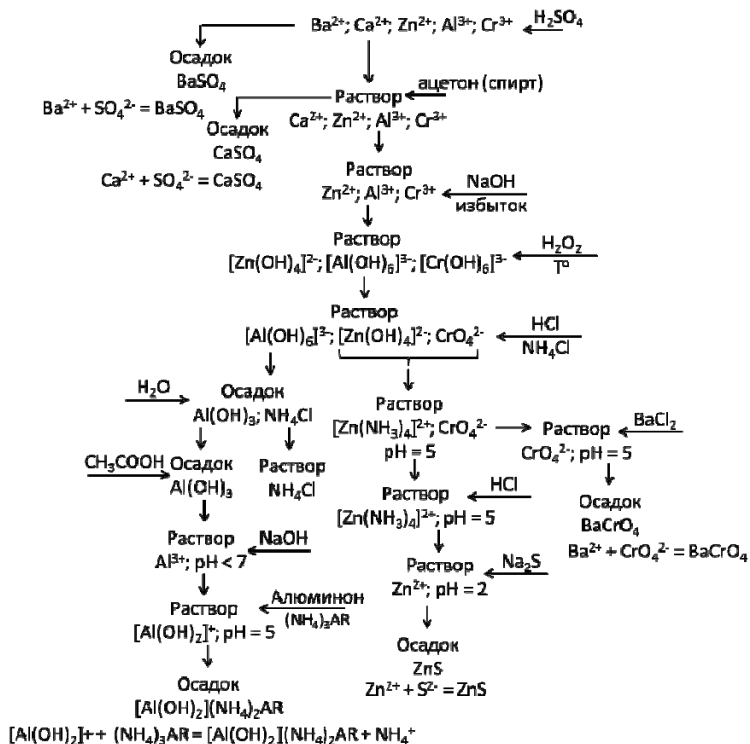 Ba²⁺; Ca²⁺; Zn²⁺; Al³⁺; Cr³⁺
H₂SO₄
Осадок
BaSO₄
Ba²⁺ + SO₄²⁻ = BaSO₄
ацетон (спирт)
Раствор
Ca²⁺; Zn²⁺; Al³⁺; Cr³⁺
Осадок
CaSO₄
Ca²⁺ + SO₄²⁻ = CaSO₄
Раствор
Zn²⁺; Al³⁺; Cr³⁺
NaOH
избыток
Раствор
[Zn(OH)₄]²⁻; [Al(OH)₆]³⁻; [Cr(OH)₆]³⁻
H₂O₂
T°
Раствор
[Al(OH)₆]³⁻; [Zn(OH)₄]²⁻; CrO₄²⁻
HCl
NH₄Cl
H₂O
Осадок
Al(OH)₃; NH₄Cl
Раствор
[Zn(NH₃)₄]²⁺; CrO₄²⁻
pH = 5
Раствор
CrO₄²⁻; pH = 5
BaCl₂
CH₃COOH
Осадок
Al(OH)₃
Раствор
NH₄Cl
Раствор
[Zn(NH₃)₄]²⁺; pH = 5
HCl
Осадок
BaCrO₄
Ba²⁺ + CrO₄²⁻ = BaCrO₄
Раствор
Al³⁺; pH < 7
NaOH
Раствор
Zn²⁺; pH = 2
Na₂S
Раствор
[Al(OH)₂]⁺; pH = 5
Алюминон
(NH₄)₃AR
Осадок
ZnS
Zn²⁺ + S²⁻ = ZnS
Осадок
[Al(OH)₂](NH₄)₂AR
[Al(OH)₂]++ (NH₄)₃AR = [Al(OH)₂](NH₄)₂AR + NH₄⁺